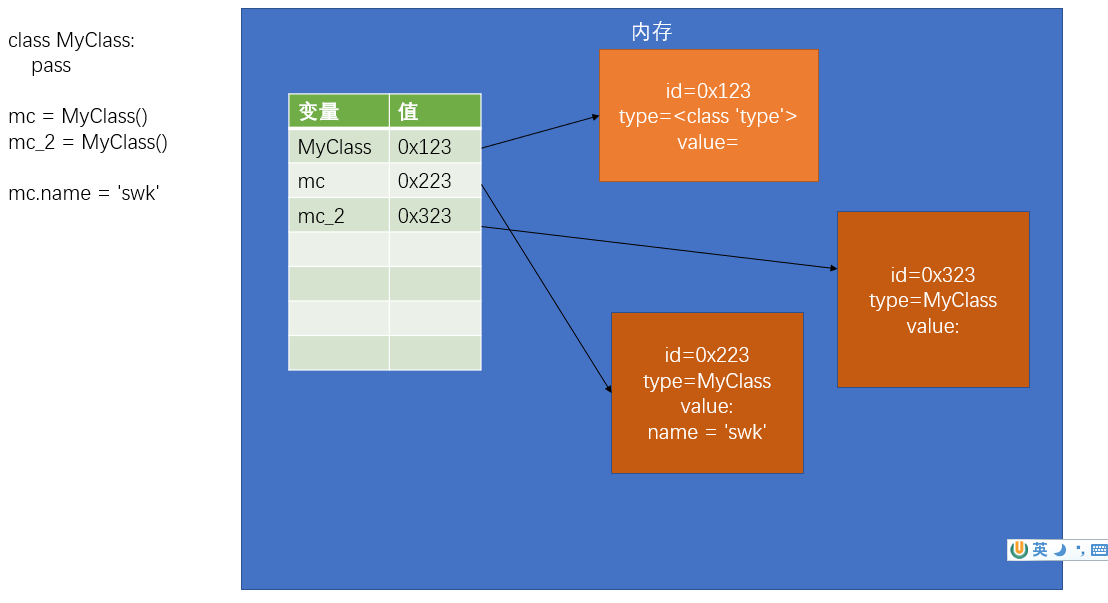 class MyClass:
pass
mc = MyClass()
mc_2 = MyClass()
mc.name = 'swk'
内存
变量 值
MyClass 0x123
mc 0x223
mc_2 0x323
id=0x123
type=<class 'type'>
value=
id=0x323
type=MyClass
value:
id=0x223
type=MyClass
value:
name = 'swk'
英